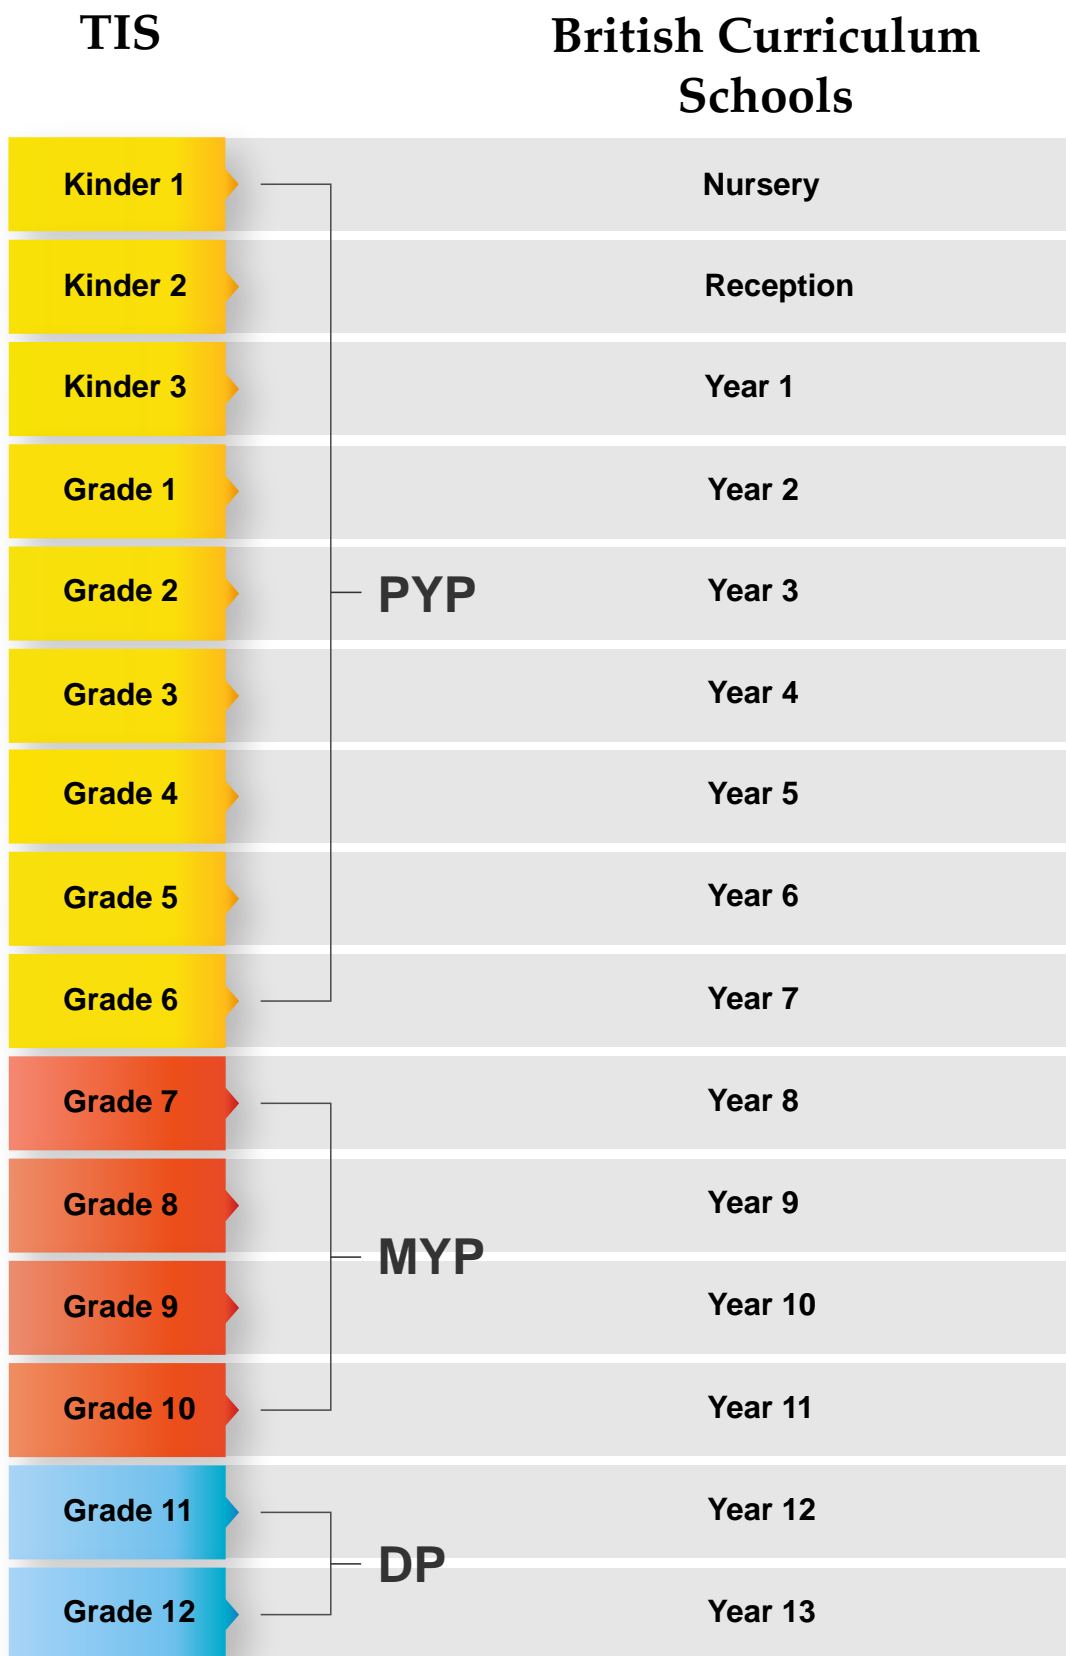 TIS
British Curriculum
Schools
Kinder 1
Nursery
Kinder 2
Reception
Kinder 3
Year 1
Grade 1
Year 2
Grade 2
PYP
Year 3
Grade 3
Year 4
Grade 4
Year 5
Grade 5
Year 6
Grade 6
Year 7
Grade 7
Year 8
Grade 8
Year 9
MYP
Grade 9
Year 10
Grade 10
Year 11
Grade 11
Year 12
DP
Grade 12
Year 13